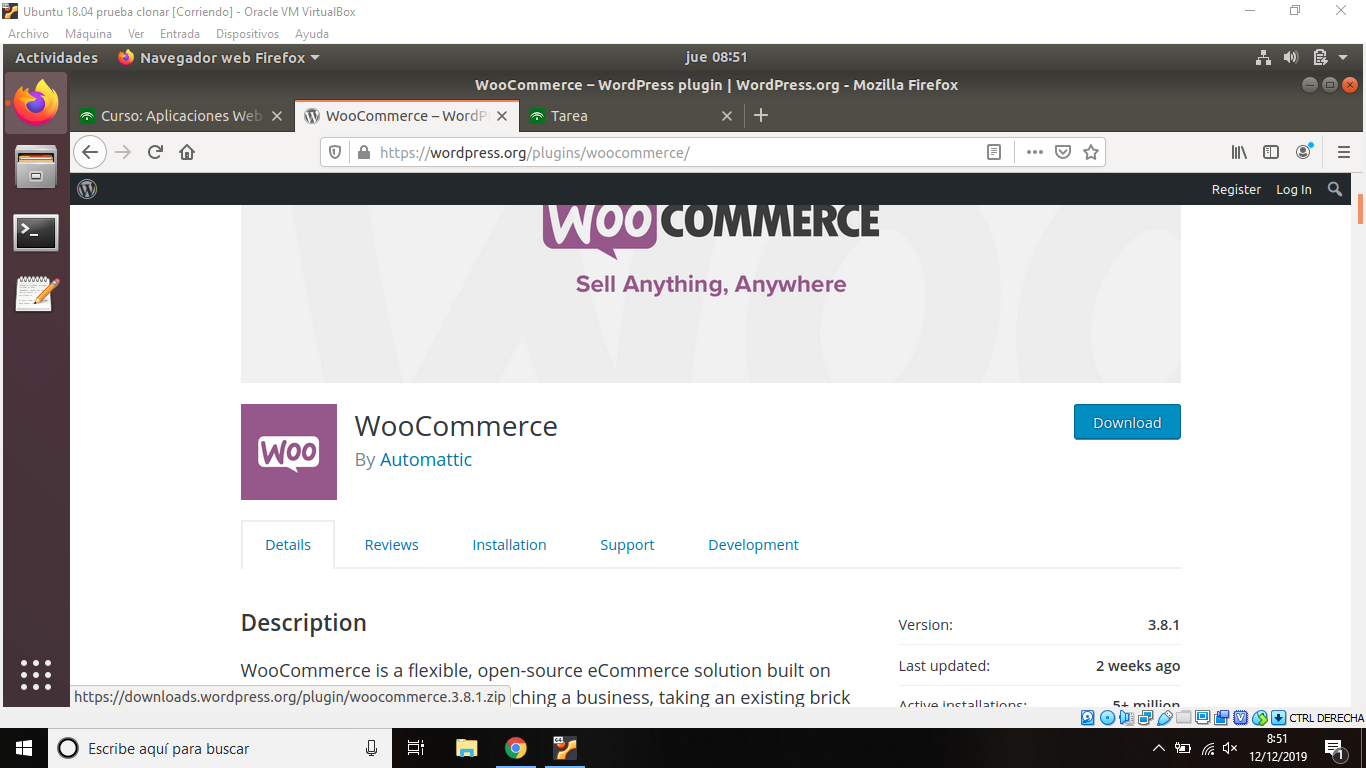 Ubuntu 18.04 prueba clonar [Corriendo] - Oracle VM VirtualBox
Archivo Máquina Ver Entrada Dispositivos Ayuda
Actividades Navegador web Firefox jue 08:51
WooCommerce – WordPress plugin | WordPress.org - Mozilla Firefox
Curso: Aplicaciones Web WooCommerce – WordP Tarea
https://wordpress.org/plugins/woocommerce/
Register Log In
WOOCOMMERCE
Sell Anything, Anywhere
Woo
WooCommerce
By Automattic
Download
Details Reviews Installation Support Development
Description
Version: 3.8.1
WooCommerce is a flexible, open-source eCommerce solution built on
Last updated: 2 weeks ago
https://downloads.wordpress.org/plugin/woocommerce.3.8.1.zip ching a business, taking an existing brick
Active installations: 5+ million
CTRL DERECHA
Escribe aquí para buscar
8:51
12/12/2019
1